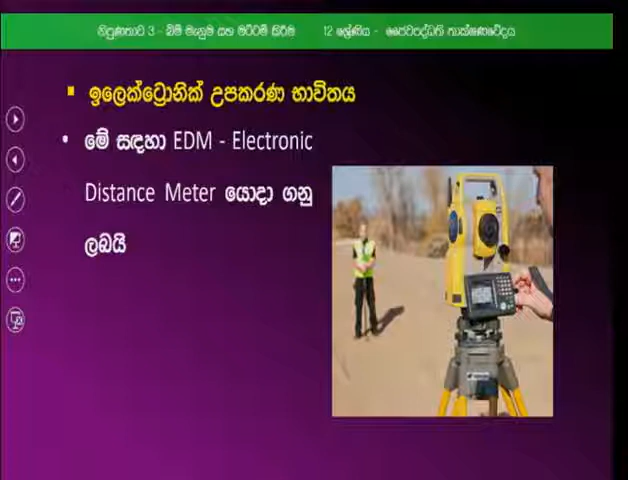 නිපුණතාව 3 - බිම් මැනුම සහ මට්ටම් කිරීම 12 ශ්‍රේණිය - ජෛවපද්ධති තාක්ෂණවේදය
ඉලෙක්ට්‍රොනික් උපකරණ භාවිතය
මේ සඳහා EDM - Electronic
Distance Meter යොදා ගනු
ලබයි